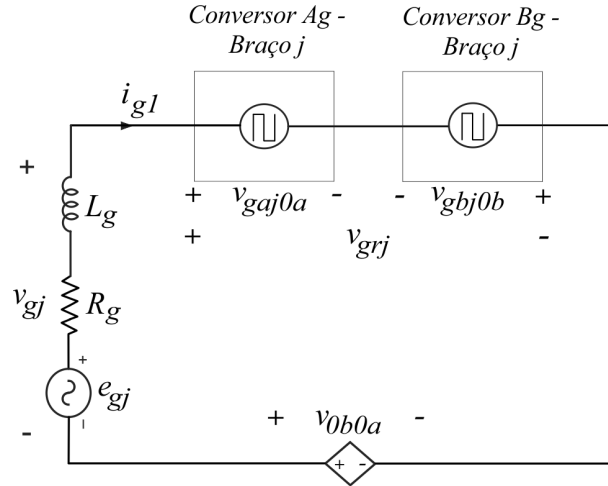 Conversor Ag -
Braço j
Conversor Bg -
Braço j
i_g1
+
+ v_gaj0a -
- v_gbj0b +
L_g
+ v_grj -
v_gj
R_g
+
e_gj
-
-
+ v_0b0a -
+ -